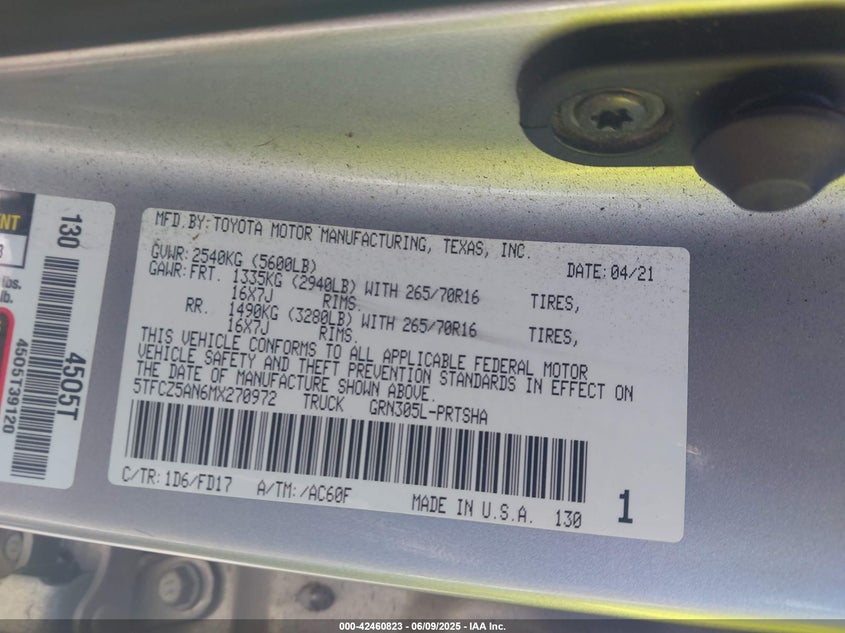 MFD.BY:TOYOTA MOTOR MANUFACTURING, TEXAS, INC.
GVWR:2540KG (5600LB) DATE:04/21
GAWR:FRT. 1335KG (2940LB) WITH 265/70R16 TIRES,
16X7J RIMS.
RR. 1490KG (3280LB) WITH 265/70R16 TIRES,
16X7J RIMS.
THIS VEHICLE CONFORMS TO ALL APPLICABLE FEDERAL MOTOR
VEHICLE SAFETY AND THEFT PREVENTION STANDARDS IN EFFECT ON
THE DATE OF MANUFACTURE SHOWN ABOVE.
5TFCZ5AN6MX270972 TRUCK GRN305L-PRTSHA
C/TR:1D6/FD17 A/TM:/AC60F MADE IN U.S.A. 130 1
130
4505T
4505T39120
lbs.
lb.
000-42460823 - 06/09/2025 - IAA Inc.